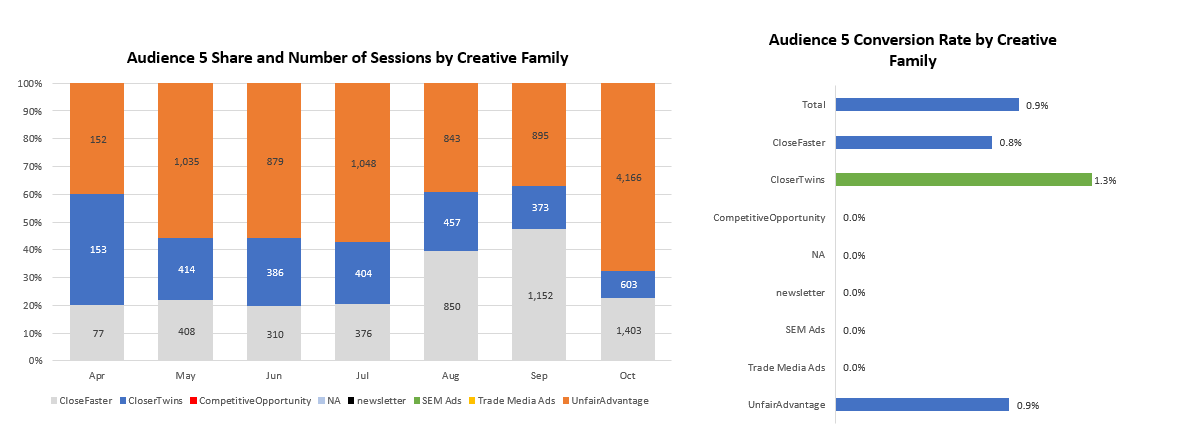 Audience 5 Share and Number of Sessions by Creative Family
100%
90%
80%
70%
60%
50%
40%
30%
20%
10%
0%
152
1,035
879
1,048
843
895
4,166
153
414
386
404
457
373
603
77
408
310
376
850
1,152
1,403
Apr
May
Jun
Jul
Aug
Sep
Oct
CloseFaster
CloserTwins
CompetitiveOpportunity
NA
newsletter
SEM Ads
Trade Media Ads
UnfairAdvantage
Audience 5 Conversion Rate by Creative
Family
Total 0.9%
CloseFaster 0.8%
CloserTwins 1.3%
CompetitiveOpportunity 0.0%
NA 0.0%
newsletter 0.0%
SEM Ads 0.0%
Trade Media Ads 0.0%
UnfairAdvantage 0.9%